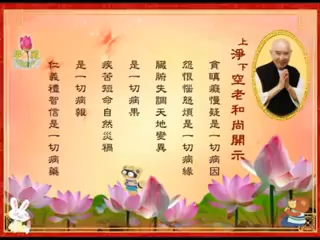 上淨下空老和尚開示
貪瞋癡慢疑是一切病因
怨恨惱怒煩是一切病緣
臟腑失調天地變異
是一切病果
疾苦短命自然災禍
是一切病報
仁義禮智信是一切病藥